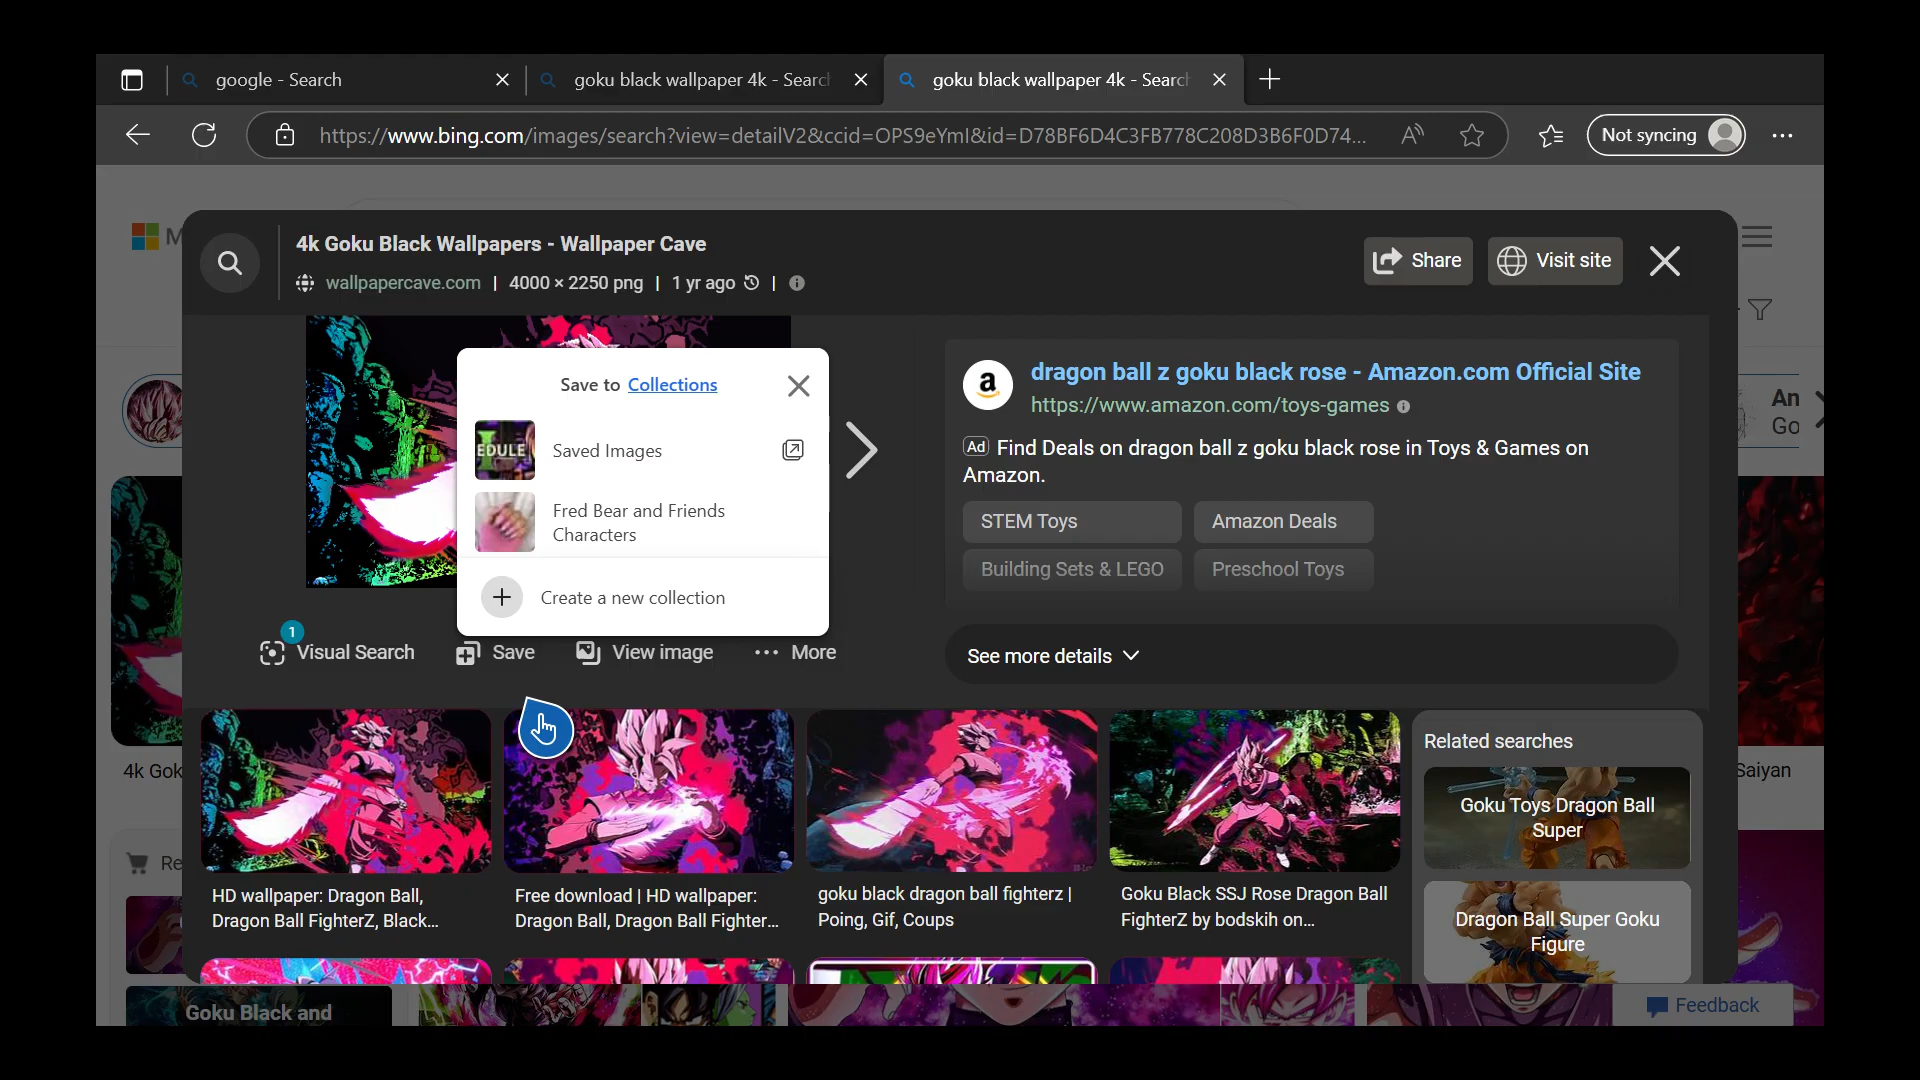 google - Search
goku black wallpaper 4k - Search
goku black wallpaper 4k - Search
https://www.bing.com/images/search?view=detailV2&ccid=OPS9eYmI&id=D78BF6D4C3FB778C208D3B6F0D74...
Not syncing
M
4k Goku Black Wallpapers - Wallpaper Cave
wallpapercave.com | 4000 × 2250 png | 1 yr ago |
Share
Visit site
Save to Collections
EDULE
Saved Images
Fred Bear and Friends
Characters
Create a new collection
a
dragon ball z goku black rose - Amazon.com Official Site
https://www.amazon.com/toys-games
Ad Find Deals on dragon ball z goku black rose in Toys & Games on
Amazon.
STEM Toys
Amazon Deals
Building Sets & LEGO
Preschool Toys
See more details
An
Go
1
Visual Search
Save
View image
More
4k Gok
Saiyan
Re
HD wallpaper: Dragon Ball,
Dragon Ball FighterZ, Black...
Free download | HD wallpaper:
Dragon Ball, Dragon Ball Fighter...
goku black dragon ball fighterz |
Poing, Gif, Coups
Goku Black SSJ Rose Dragon Ball
FighterZ by bodskih on...
Related searches
Goku Toys Dragon Ball
Super
Dragon Ball Super Goku
Figure
Goku Black and
Feedback